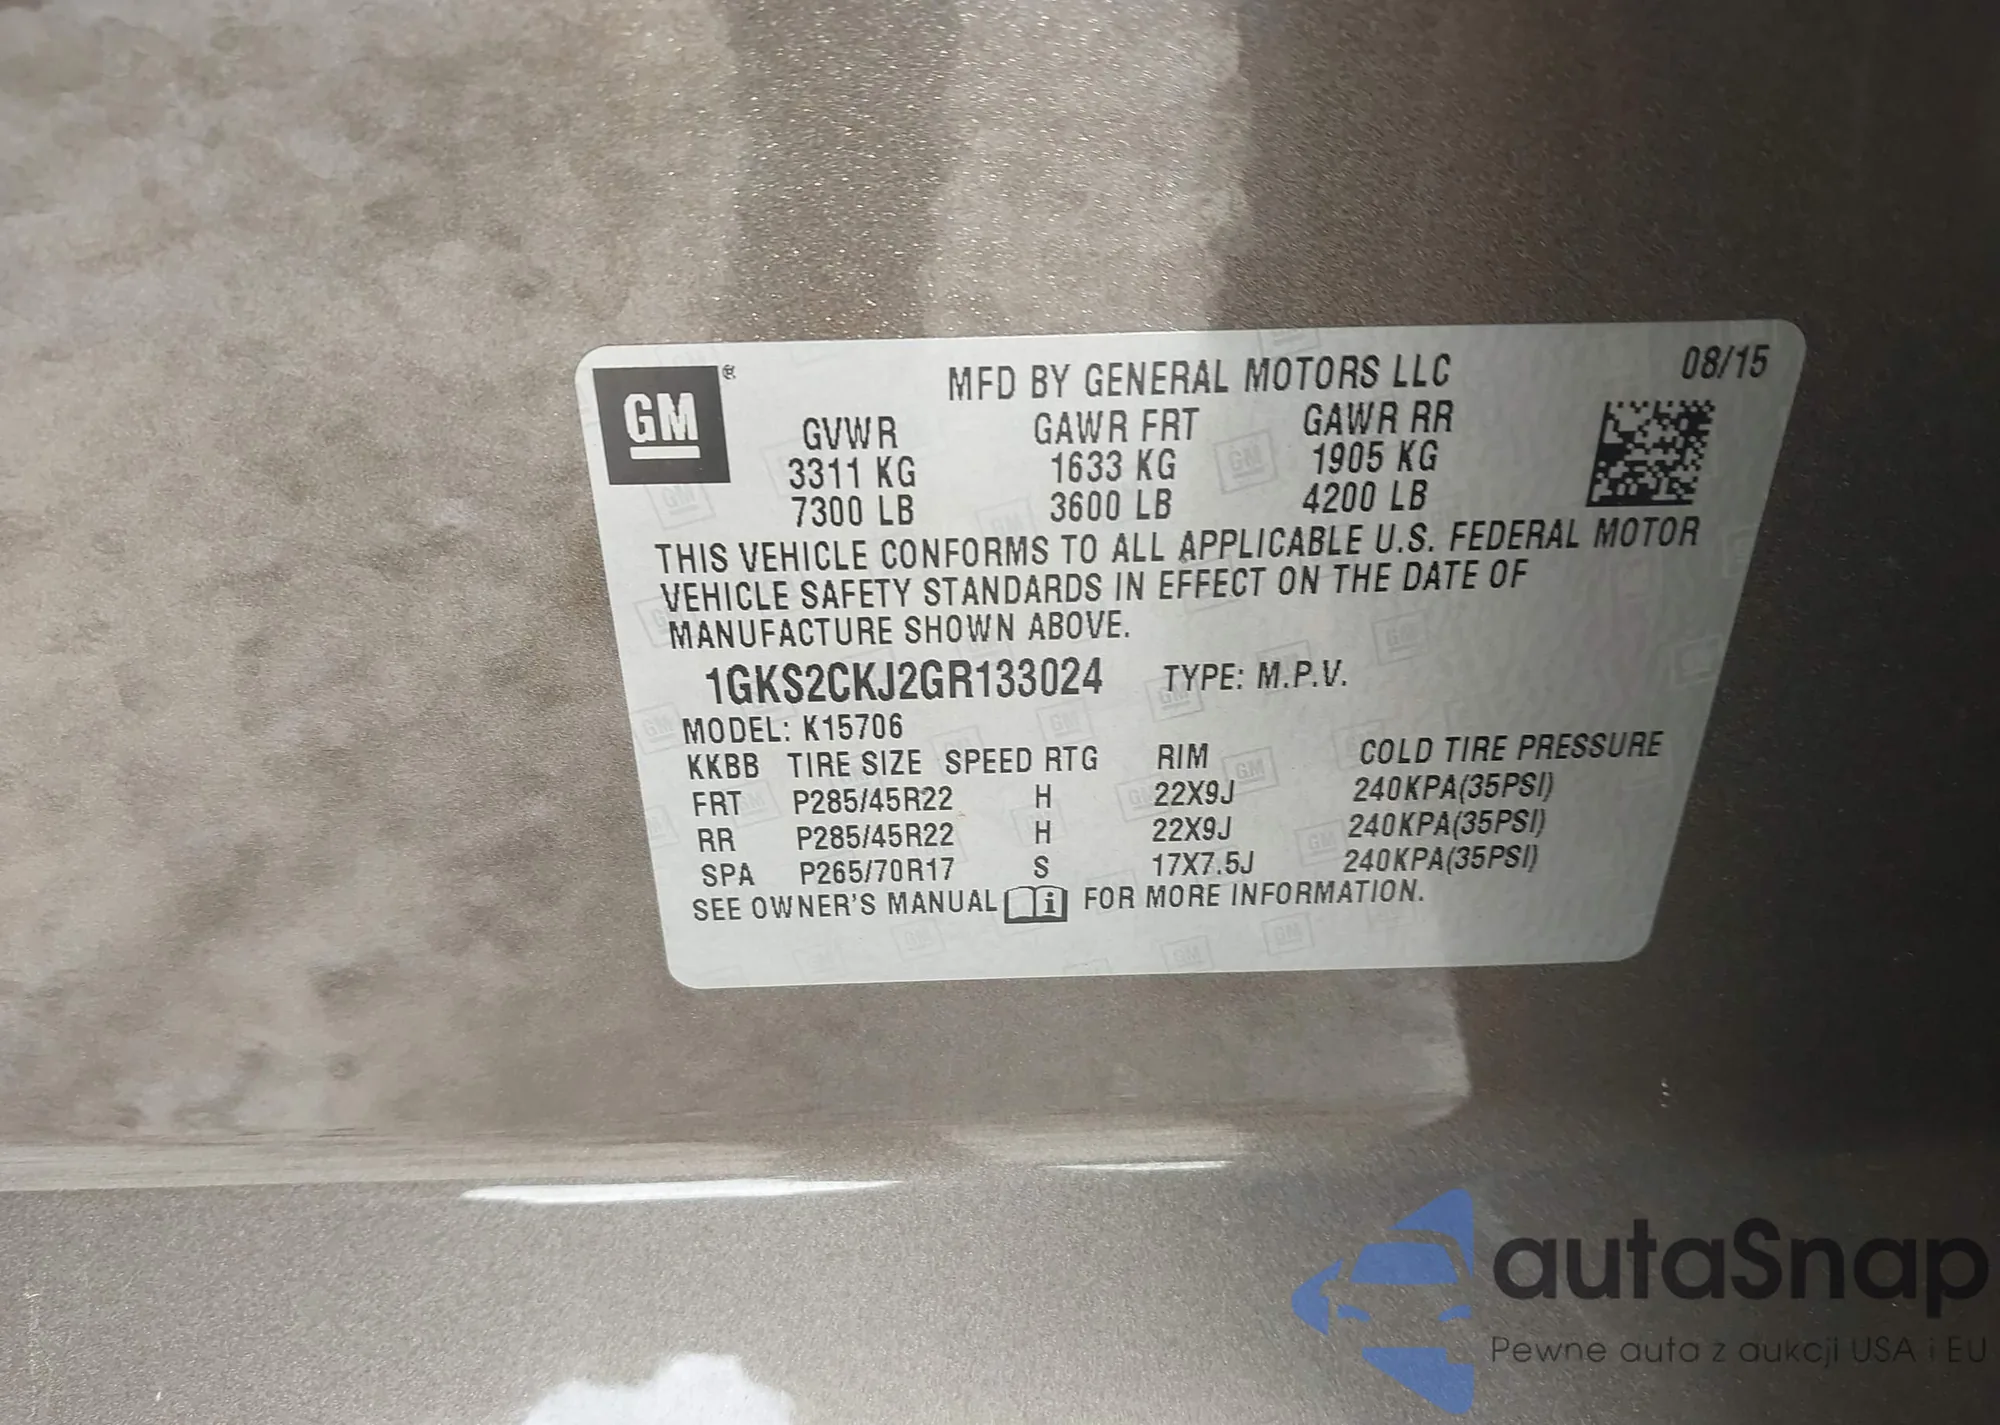 GM®
MFD BY GENERAL MOTORS LLC 08/15
GVWR GAWR FRT GAWR RR
3311 KG 1633 KG 1905 KG
7300 LB 3600 LB 4200 LB
THIS VEHICLE CONFORMS TO ALL APPLICABLE U.S. FEDERAL MOTOR
VEHICLE SAFETY STANDARDS IN EFFECT ON THE DATE OF
MANUFACTURE SHOWN ABOVE.
1GKS2CKJ2GR133024 TYPE: M.P.V.
MODEL: K15706
KKBB TIRE SIZE SPEED RTG RIM COLD TIRE PRESSURE
FRT P285/45R22 H 22X9J 240KPA(35PSI)
RR P285/45R22 H 22X9J 240KPA(35PSI)
SPA P265/70R17 S 17X7.5J 240KPA(35PSI)
SEE OWNER'S MANUAL i FOR MORE INFORMATION.
autaSnap
Pewne auta z aukcji USA i EU